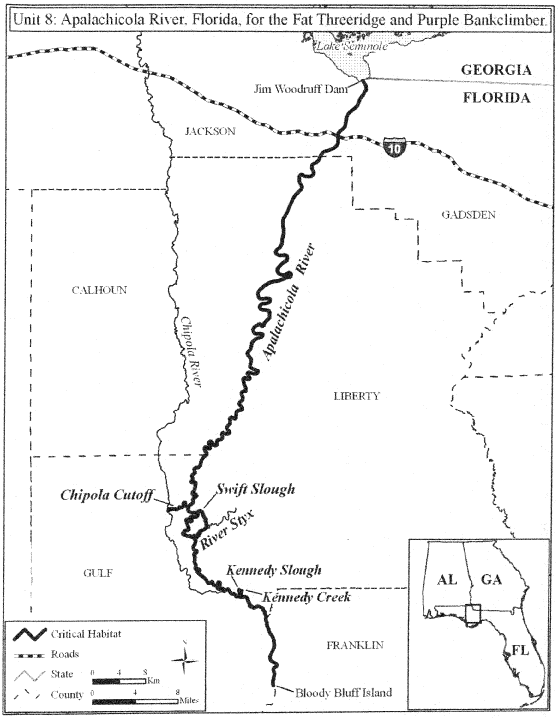 Unit 8: Apalachicola River, Florida, for the Fat Threeridge and Purple Bankclimber.
Lake Seminole
Jim Woodruff Dam
GEORGIA
FLORIDA
JACKSON
10
GADSDEN
Apalachicola River
CALHOUN
Chipola River
LIBERTY
Chipola Cutoff
Swift Slough
River Styx
GULF
Kennedy Slough
Kennedy Creek
AL
GA
FL
FRANKLIN
Bloody Bluff Island
Critical Habitat
Roads
State
County
0 4 8
Km
0 4 8
Miles